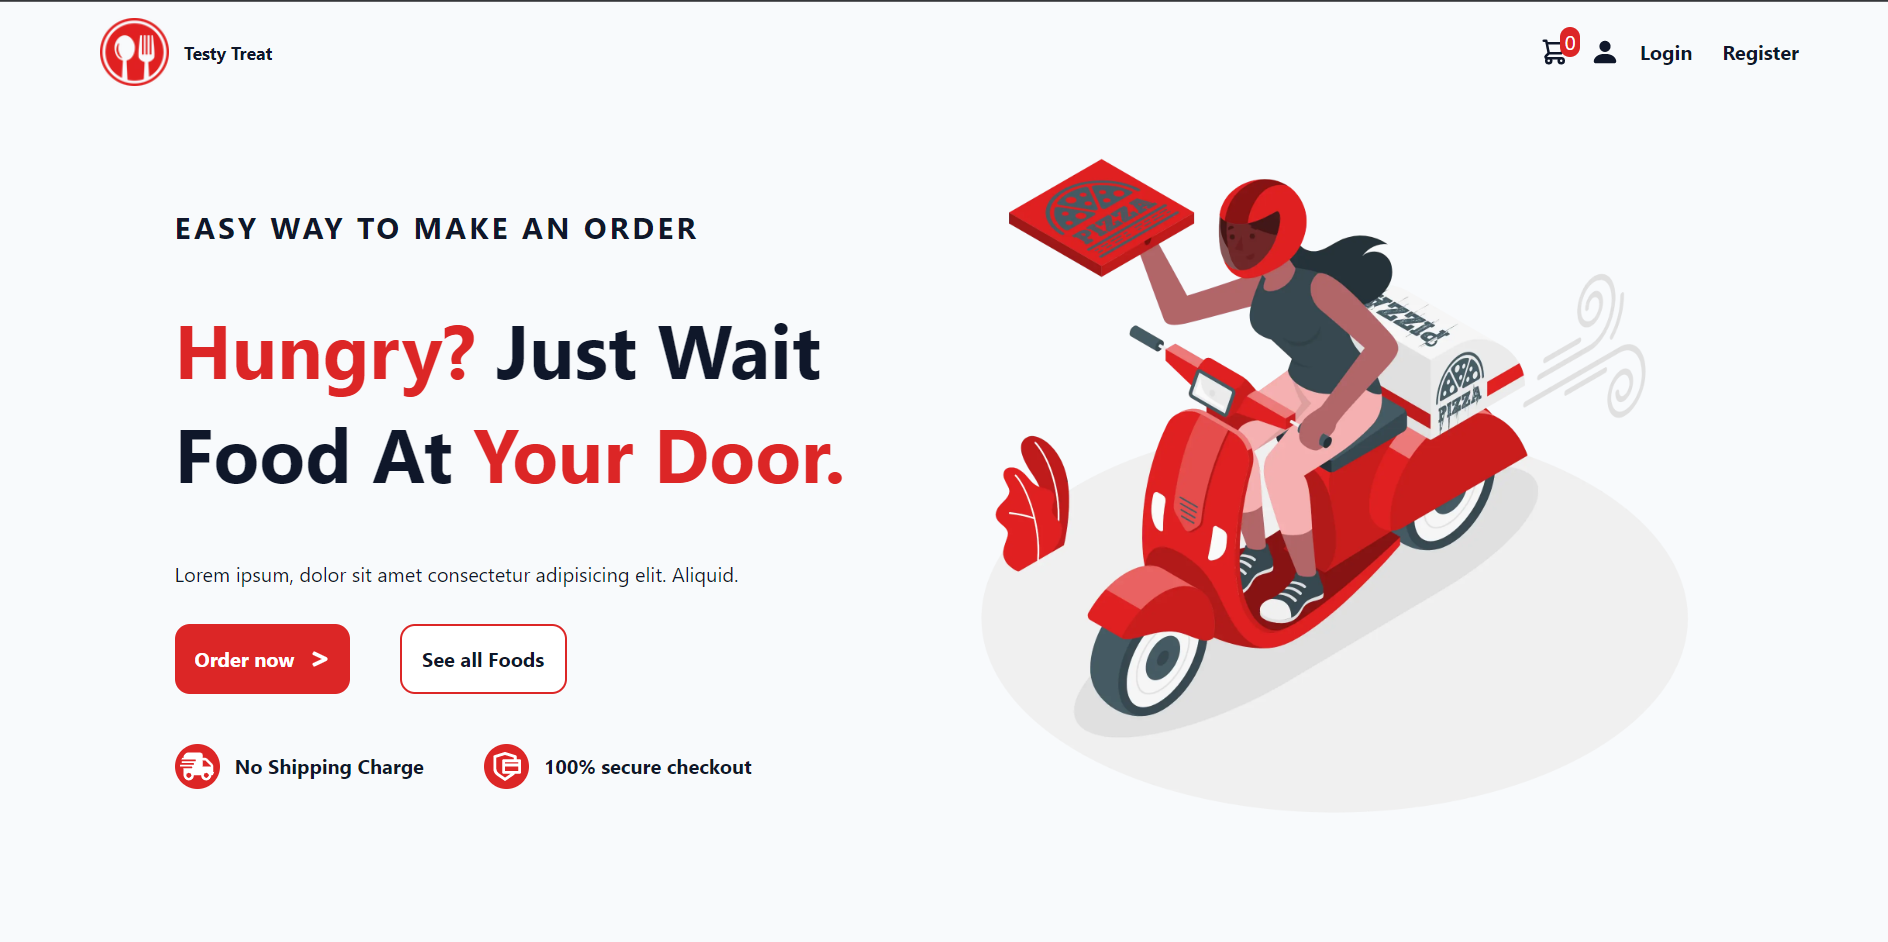 Testy Treat
0
Login
Register
EASY WAY TO MAKE AN ORDER
Hungry? Just Wait
Food At Your Door.
Lorem ipsum, dolor sit amet consectetur adipisicing elit. Aliquid.
Order now >
See all Foods
No Shipping Charge
100% secure checkout
PIZZA
PIZZA
PIZZA